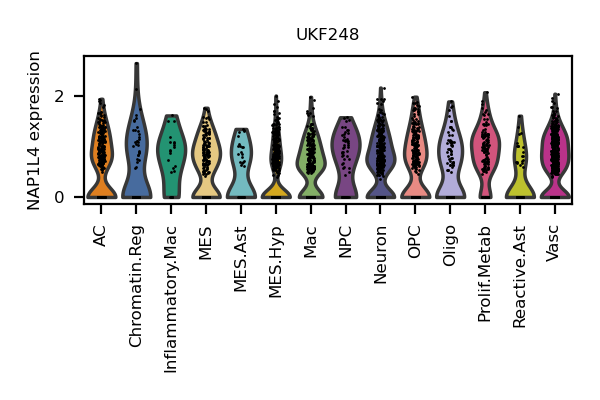 UKF248
NAP1L4 expression
2
0
AC
Chromatin.Reg
Inflammatory.Mac
MES
MES.Ast
MES.Hyp
Mac
NPC
Neuron
OPC
Oligo
Prolif.Metab
Reactive.Ast
Vasc